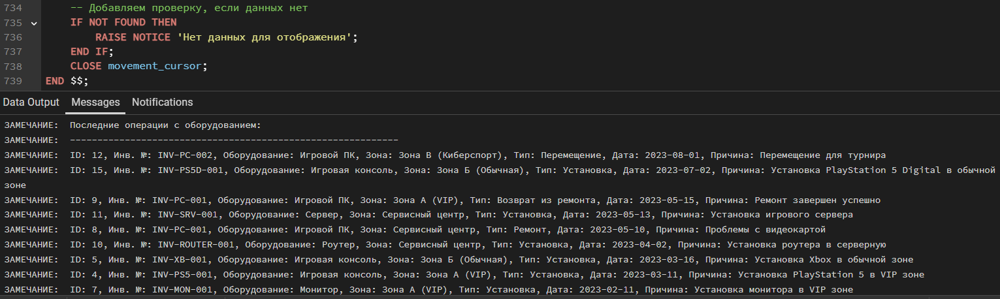 734 -- Добавляем проверку, если данных нет
735 IF NOT FOUND THEN
736 RAISE NOTICE 'Нет данных для отображения';
737 END IF;
738 CLOSE movement_cursor;
739 END $$;
Data Output Messages Notifications
ЗАМЕЧАНИЕ: Последние операции с оборудованием:
ЗАМЕЧАНИЕ: ------------------------------------------------------------
ЗАМЕЧАНИЕ: ID: 12, Инв. №: INV-PC-002, Оборудование: Игровой ПК, Зона: Зона B (Киберспорт), Тип: Перемещение, Дата: 2023-08-01, Причина: Перемещение для турнира
ЗАМЕЧАНИЕ: ID: 15, Инв. №: INV-PS5D-001, Оборудование: Игровая консоль, Зона: Зона Б (Обычная), Тип: Установка, Дата: 2023-07-02, Причина: Установка PlayStation 5 Digital в обычной
зоне
ЗАМЕЧАНИЕ: ID: 9, Инв. №: INV-PC-001, Оборудование: Игровой ПК, Зона: Зона А (VIP), Тип: Возврат из ремонта, Дата: 2023-05-15, Причина: Ремонт завершен успешно
ЗАМЕЧАНИЕ: ID: 11, Инв. №: INV-SRV-001, Оборудование: Сервер, Зона: Сервисный центр, Тип: Установка, Дата: 2023-05-13, Причина: Установка игрового сервера
ЗАМЕЧАНИЕ: ID: 8, Инв. №: INV-PC-001, Оборудование: Игровой ПК, Зона: Сервисный центр, Тип: Ремонт, Дата: 2023-05-10, Причина: Проблемы с видеокартой
ЗАМЕЧАНИЕ: ID: 10, Инв. №: INV-ROUTER-001, Оборудование: Роутер, Зона: Сервисный центр, Тип: Установка, Дата: 2023-04-02, Причина: Установка роутера в серверную
ЗАМЕЧАНИЕ: ID: 5, Инв. №: INV-XB-001, Оборудование: Игровая консоль, Зона: Зона Б (Обычная), Тип: Установка, Дата: 2023-03-16, Причина: Установка Xbox в обычной зоне
ЗАМЕЧАНИЕ: ID: 4, Инв. №: INV-PS5-001, Оборудование: Игровая консоль, Зона: Зона А (VIP), Тип: Установка, Дата: 2023-03-11, Причина: Установка PlayStation 5 в VIP зоне
ЗАМЕЧАНИЕ: ID: 7, Инв. №: INV-MON-001, Оборудование: Монитор, Зона: Зона А (VIP), Тип: Установка, Дата: 2023-02-11, Причина: Установка монитора в VIP зоне